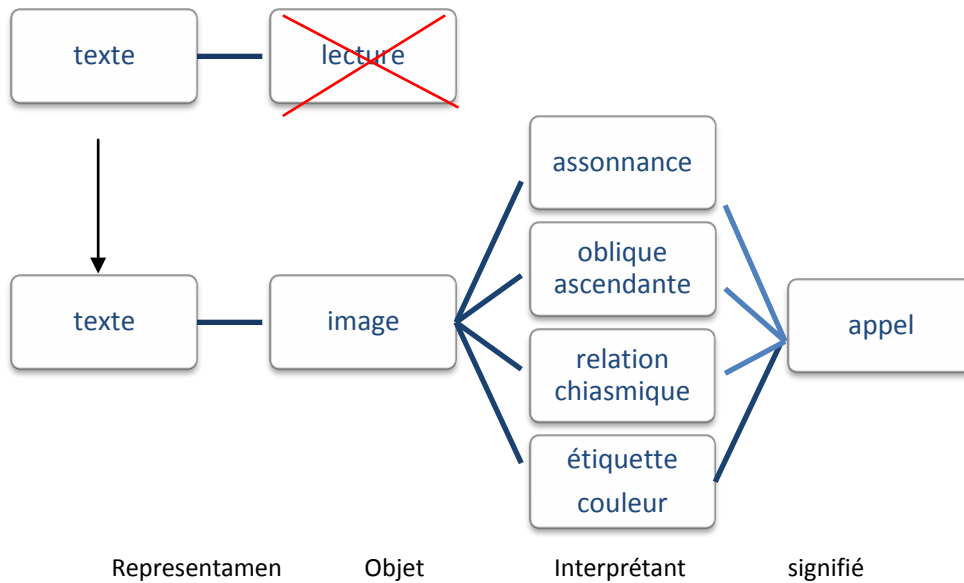 texte
lecture
assonnance
oblique
ascendante
texte
image
appel
relation
chiasmique
étiquette
couleur
Representamen Objet Interprétant signifié